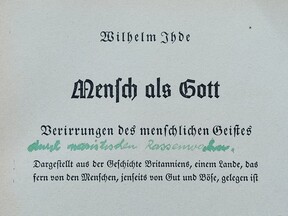 Wilhelm Ihde
Mensch als Gott
Verirrungen des menschlichen Geistes
durch nazistischen Rassenwahn.
Dargestellt aus der Geschichte Britanniens, einem Lande, das
fern von den Menschen, jenseits von Gut und Böse, gelegen ist